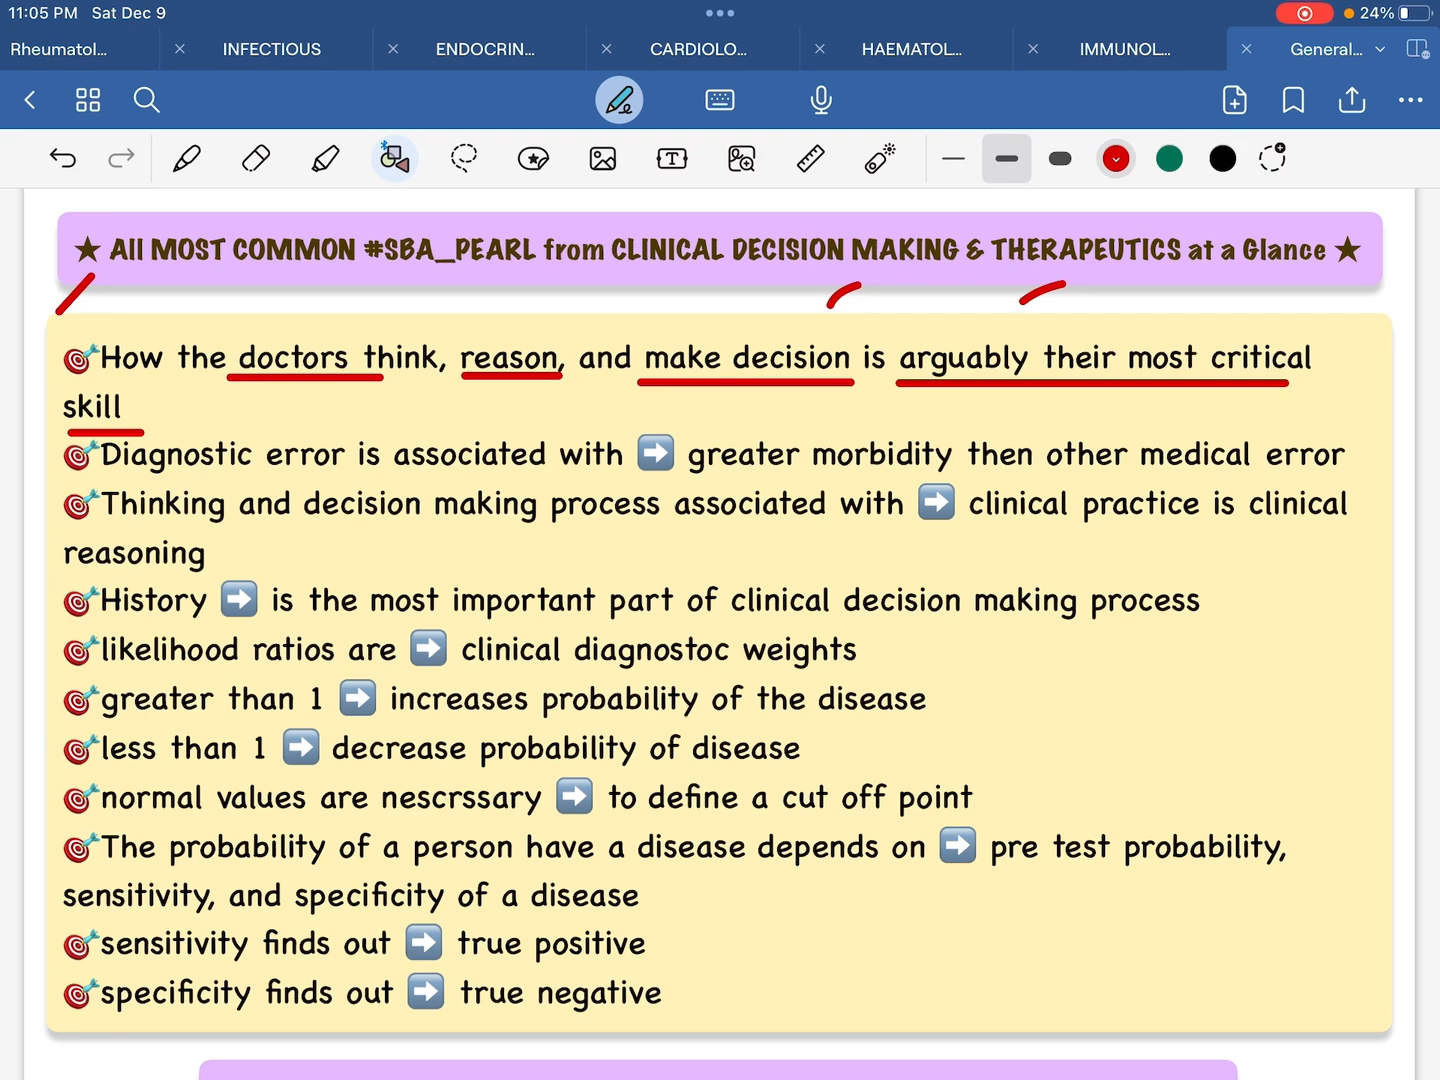 11:05 PM Sat Dec 9
24%
Rheumatol... INFECTIOUS ENDOCRIN... CARDIOLO... HAEMATOL... IMMUNOL... General...
★ All MOST COMMON #SBA_PEARL from CLINICAL DECISION MAKING & THERAPEUTICS at a Glance ★
🎯How the doctors think, reason, and make decision is arguably their most critical
skill
🎯Diagnostic error is associated with ➡️ greater morbidity then other medical error
🎯Thinking and decision making process associated with ➡️ clinical practice is clinical
reasoning
🎯History ➡️ is the most important part of clinical decision making process
🎯likelihood ratios are ➡️ clinical diagnostoc weights
🎯greater than 1 ➡️ increases probability of the disease
🎯less than 1 ➡️ decrease probability of disease
🎯normal values are nescrssary ➡️ to define a cut off point
🎯The probability of a person have a disease depends on ➡️ pre test probability,
sensitivity, and specificity of a disease
🎯sensitivity finds out ➡️ true positive
🎯specificity finds out ➡️ true negative